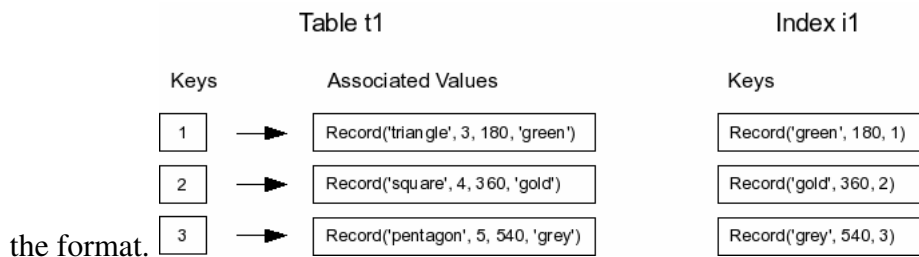 Table t1 Index i1
Keys Associated Values Keys
1 Record('triangle', 3, 180, 'green') Record('green', 180, 1)
2 Record('square', 4, 360, 'gold') Record('gold', 360, 2)
the format. 3 Record('pentagon', 5, 540, 'grey') Record('grey', 540, 3)